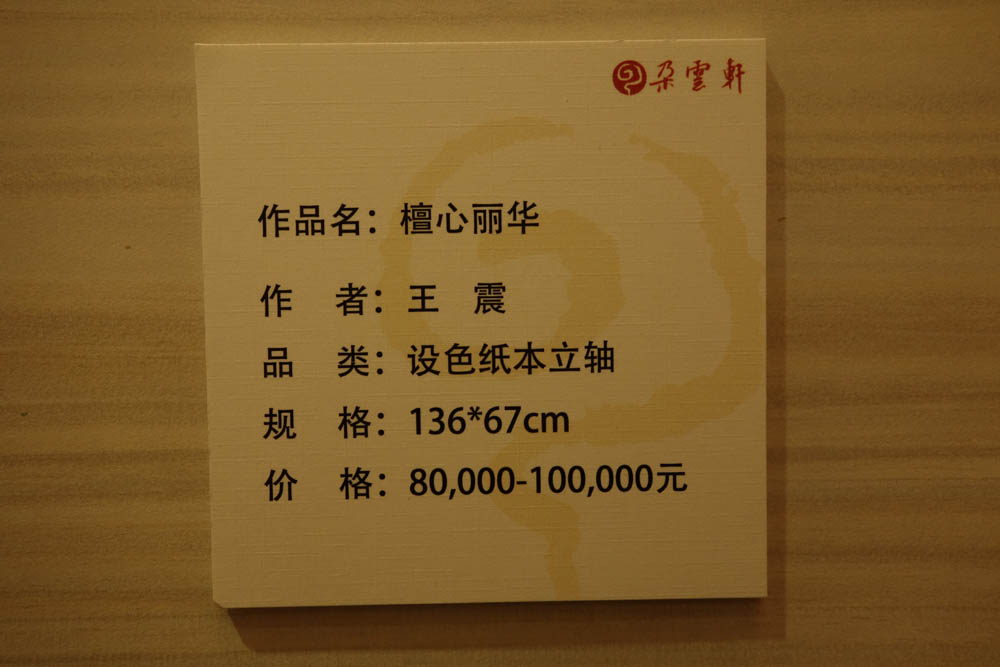 朵雲軒
作品名：檀心丽华
作 者：王 震
品 类：设色纸本立轴
规 格：136*67cm
价 格：80,000-100,000元